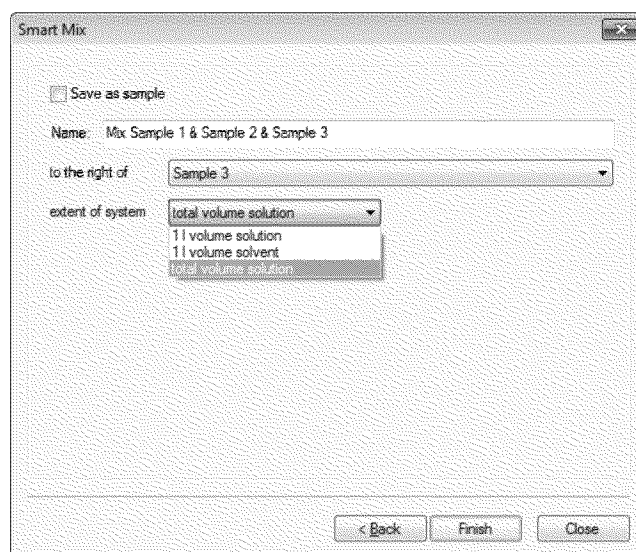 Smart Mix
Save as sample
Name: Mix Sample 1 & Sample 2 & Sample 3
to the right of Sample 3
extent of system total volume solution
1 l volume solution
1 l volume solvent
total volume solution
< Back Finish Close